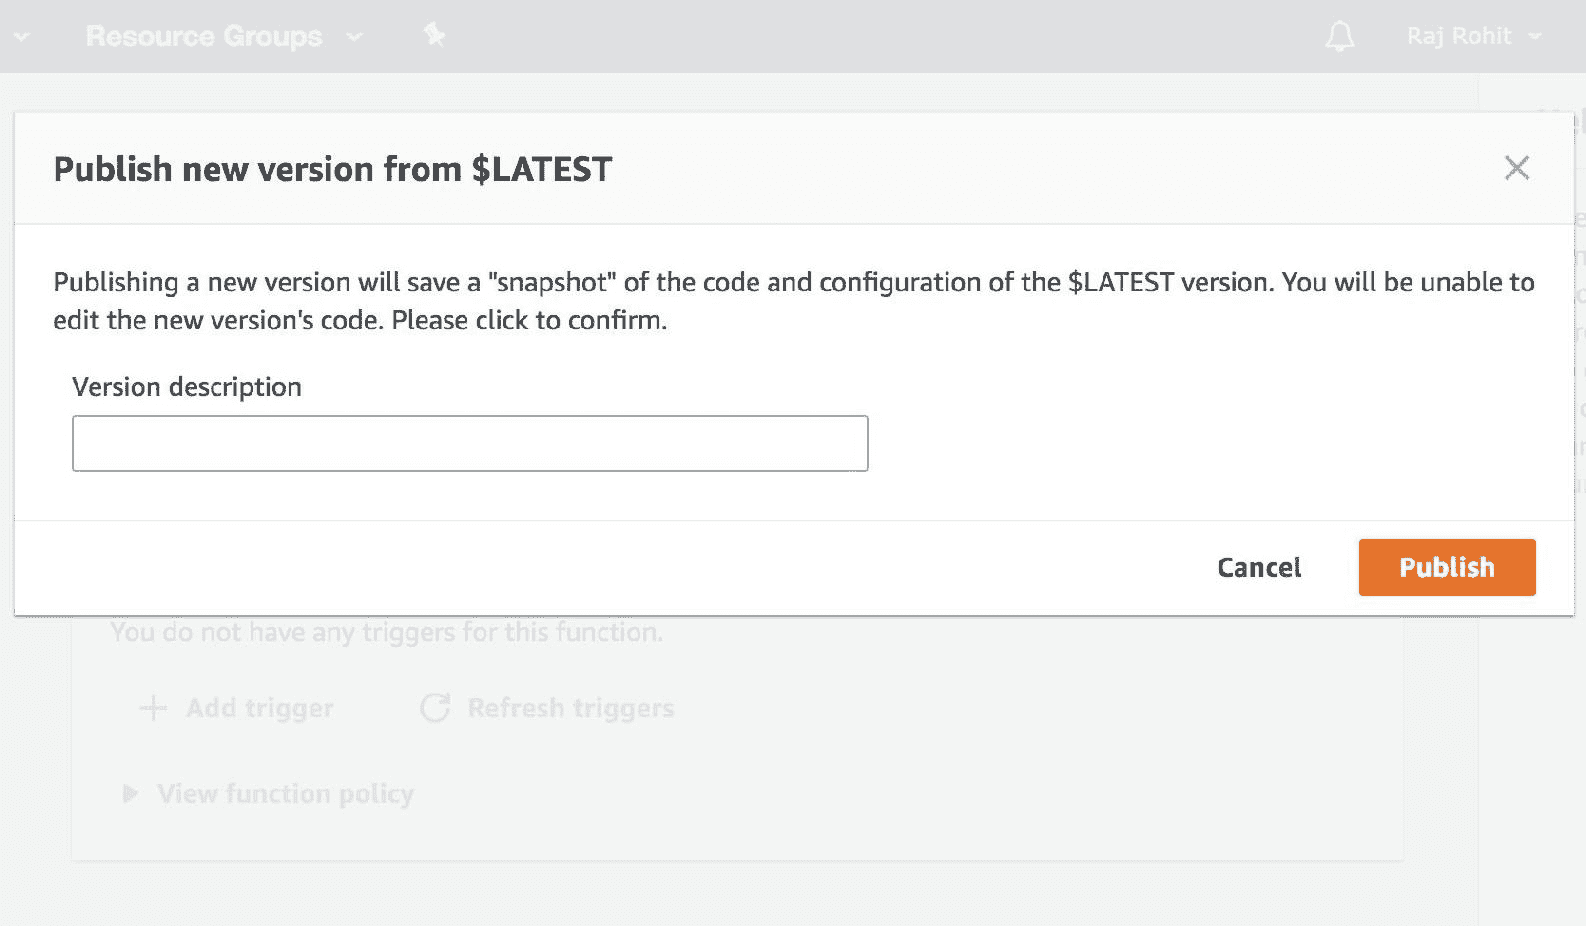 Resource Groups
Raj Rohit
Publish new version from $LATEST
Publishing a new version will save a "snapshot" of the code and configuration of the $LATEST version. You will be unable to
edit the new version's code. Please click to confirm.
Version description
Cancel
Publish
You do not have any triggers for this function.
Add trigger
Refresh triggers
View function policy